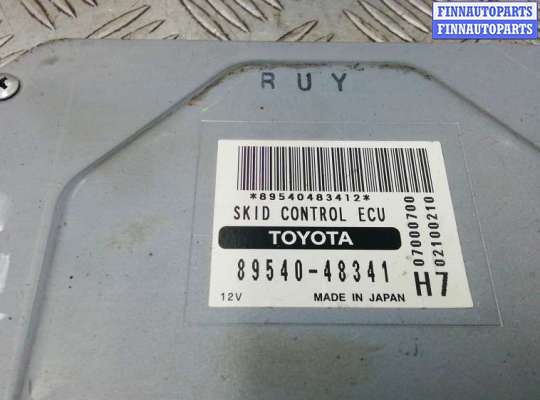 FINNAUTOPARTS
FINNAUTOPARTS
RUY
*89540483412*
SKID CONTROL ECU
TOYOTA
89540-48341
H7
07000700
02100210
12V
MADE IN JAPAN